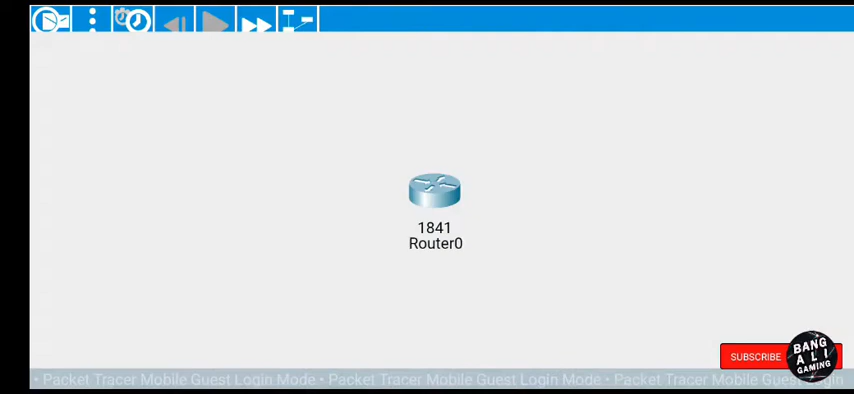 1841
Router0
SUBSCRIBE
BANG
ALI
GAMING
• Packet Tracer Mobile Guest Login Mode • Packet Tracer Mobile Guest Login Mode • Packet Tracer Mobile Guest Login